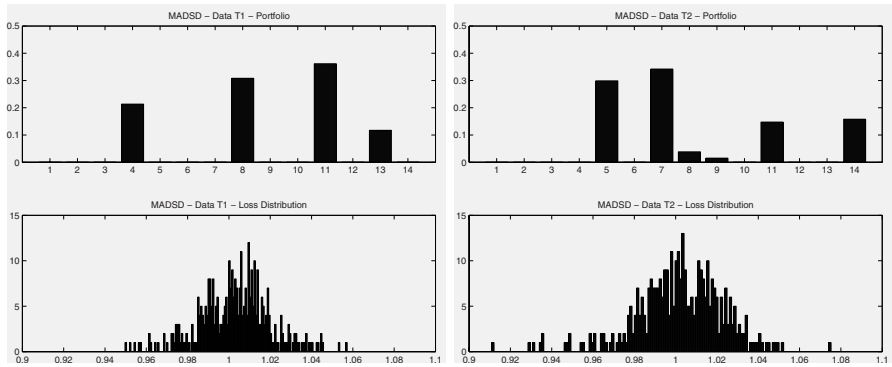 MADSD – Data T1 – Portfolio
0.5
0.4
0.3
0.2
0.1
0
1 2 3 4 5 6 7 8 9 10 11 12 13 14
MADSD – Data T2 – Portfolio
0.5
0.4
0.3
0.2
0.1
0
1 2 3 4 5 6 7 8 9 10 11 12 13 14
MADSD – Data T1 – Loss Distribution
15
10
5
0
0.9 0.92 0.94 0.96 0.98 1 1.02 1.04 1.06 1.08 1.1
MADSD – Data T2 – Loss Distribution
15
10
5
0
0.9 0.92 0.94 0.96 0.98 1 1.02 1.04 1.06 1.08 1.1